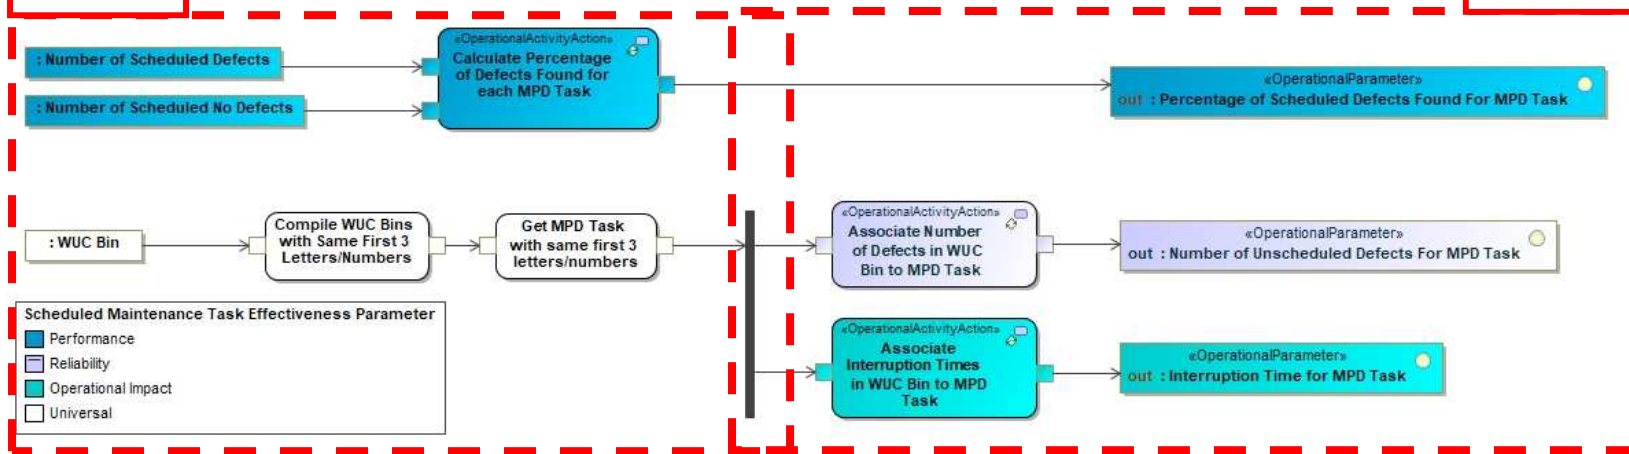 : Number of Scheduled Defects
: Number of Scheduled No Defects
«OperationalActivityAction»
Calculate Percentage
of Defects Found for
each MPD Task
«OperationalParameter»
out : Percentage of Scheduled Defects Found For MPD Task
: WUC Bin
Compile WUC Bins
with Same First 3
Letters/Numbers
Get MPD Task
with same first 3
letters/numbers
«OperationalActivityAction»
Associate Number
of Defects in WUC
Bin to MPD Task
«OperationalParameter»
out : Number of Unscheduled Defects For MPD Task
«OperationalActivityAction»
Associate
Interruption Times
in WUC Bin to MPD
Task
«OperationalParameter»
out : Interruption Time for MPD Task
Scheduled Maintenance Task Effectiveness Parameter
Performance
Reliability
Operational Impact
Universal